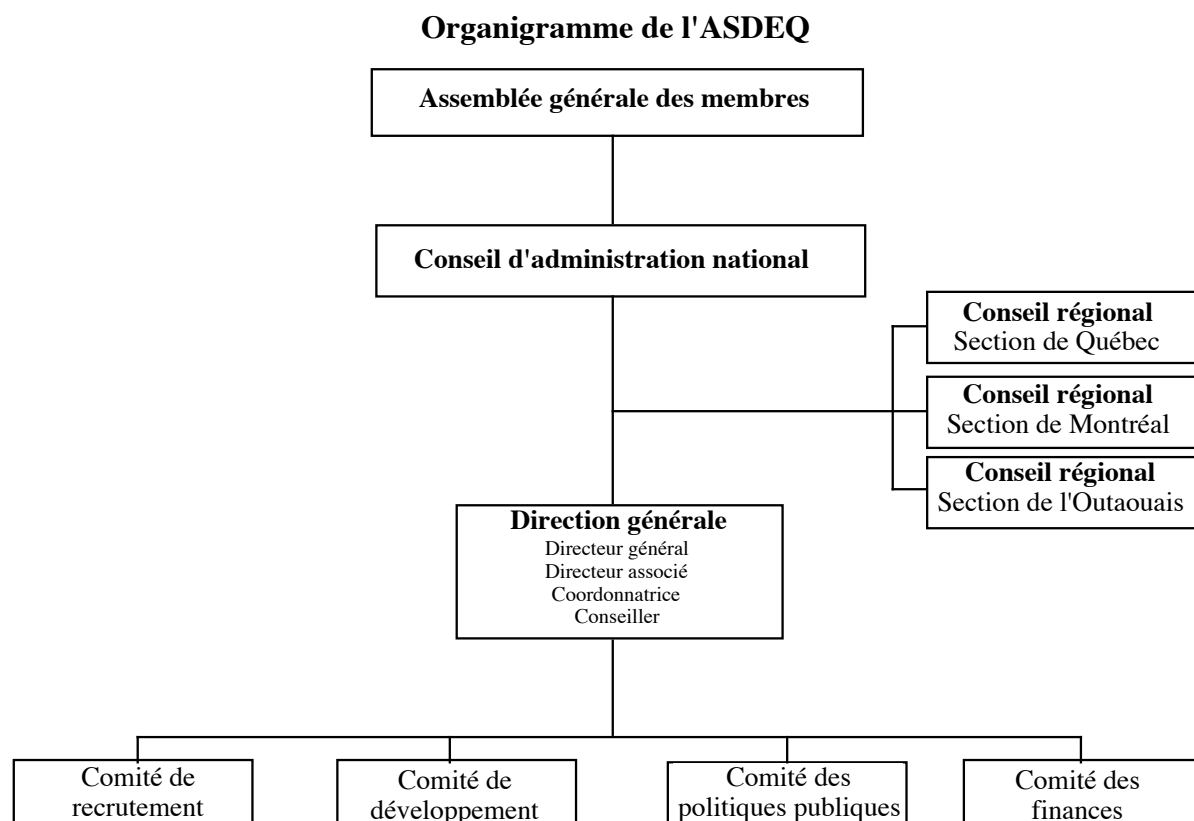 Organigramme de l'ASDEQ
Assemblée générale des membres
Conseil d'administration national
Conseil régional
Section de Québec
Conseil régional
Section de Montréal
Conseil régional
Section de l'Outaouais
Direction générale
Directeur général
Directeur associé
Coordonnatrice
Conseiller
Comité de
recrutement
Comité de
développement
Comité des
politiques publiques
Comité des
finances